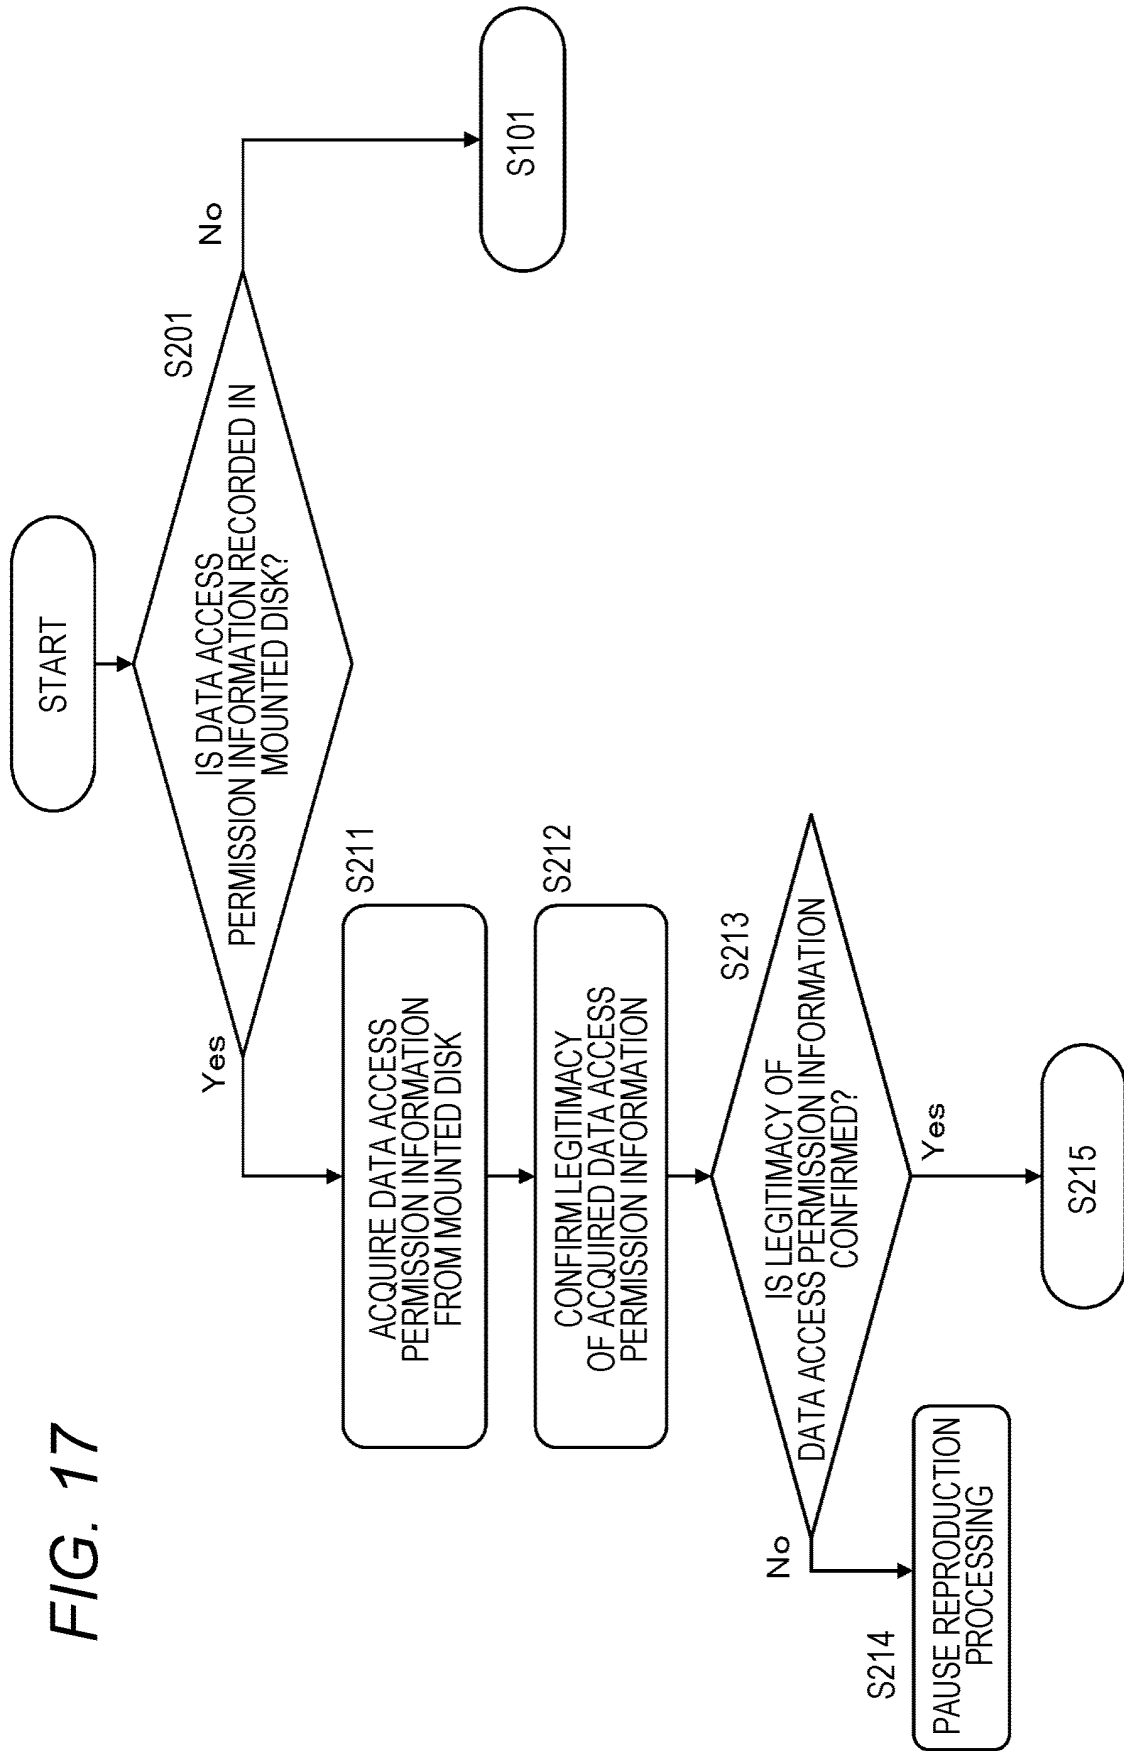 FIG. 17
START
S201
IS DATA ACCESS
PERMISSION INFORMATION RECORDED IN
MOUNTED DISK?
Yes
No
S101
S211
ACQUIRE DATA ACCESS
PERMISSION INFORMATION
FROM MOUNTED DISK
S212
CONFIRM LEGITIMACY
OF ACQUIRED DATA ACCESS
PERMISSION INFORMATION
S213
IS LEGITIMACY OF
DATA ACCESS PERMISSION INFORMATION
CONFIRMED?
No
Yes
S214
PAUSE REPRODUCTION
PROCESSING
S215